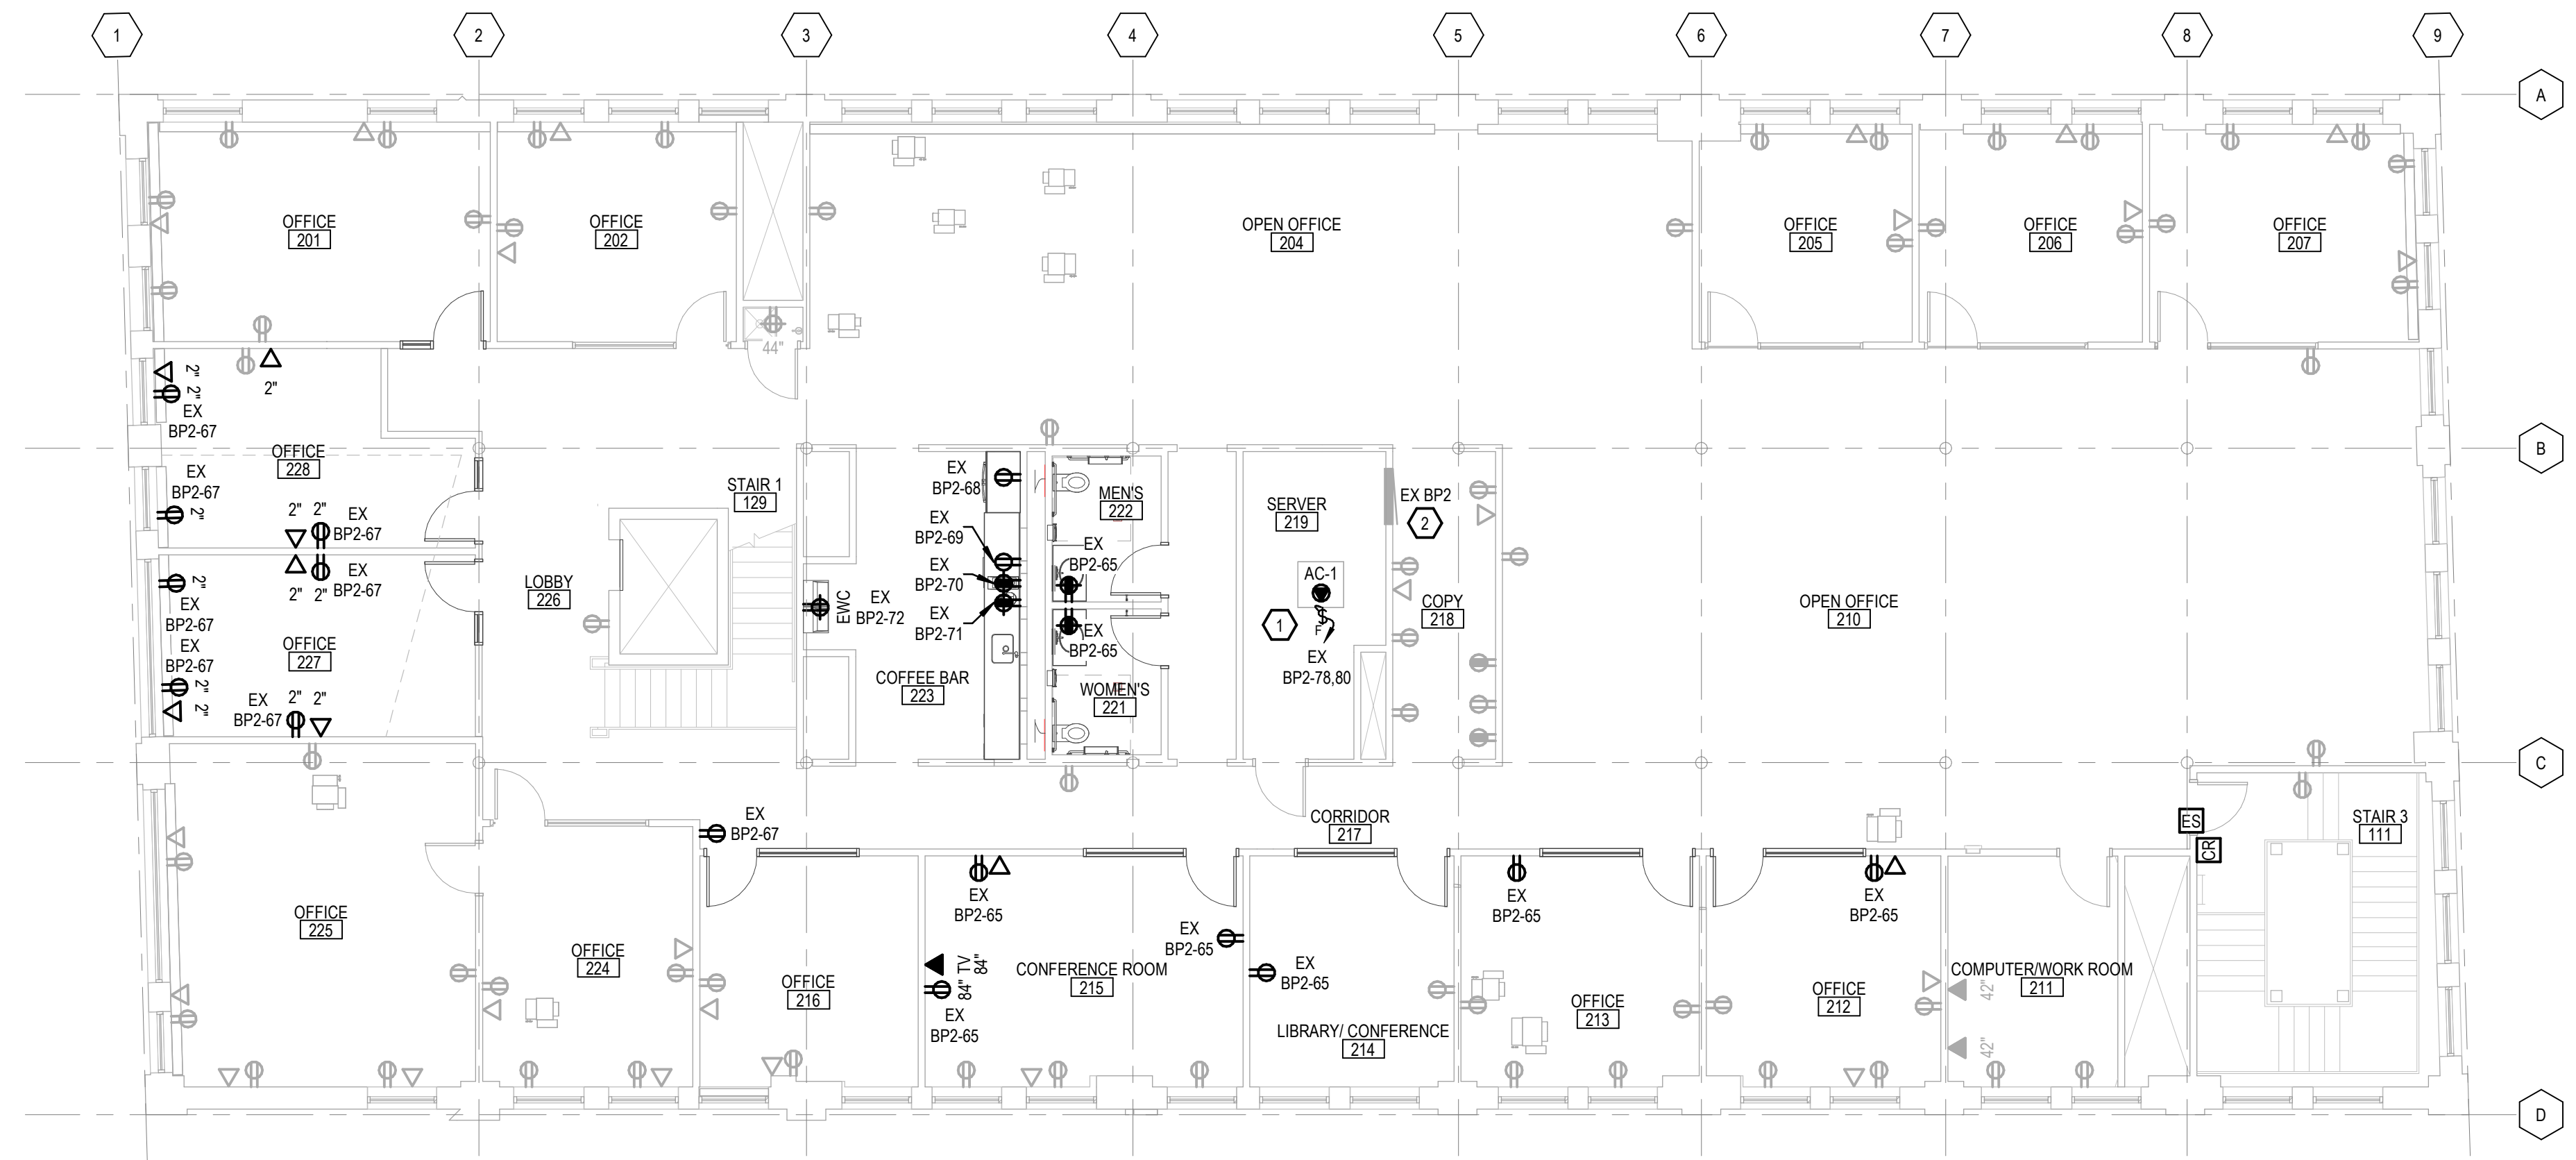 1 2 3 4 5 6 7 8 9
A
OFFICE
201
OFFICE
202
OPEN OFFICE
204
OFFICE
205
OFFICE
206
OFFICE
207
44"
2"
2"
EX
BP2-67
2"
B
OFFICE
228
EX
BP2-67
2"
2" 2"
EX
BP2-67
STAIR 1
129
EX
BP2-68
EX
BP2-69
EX
BP2-70
EX
BP2-71
MEN'S
222
EX
BP2-65
SERVER
219
EX BP2
2
2"
EX
BP2-67
2" 2"
EX
BP2-67
LOBBY
226
EWC
EX
BP2-72
EX
BP2-65
AC-1
1
F
EX
BP2-78,80
COPY
218
OPEN OFFICE
210
OFFICE
227
EX
BP2-67
2"
2"
EX
BP2-67
2" 2"
COFFEE BAR
223
WOMEN'S
221
C
EX
BP2-67
CORRIDOR
217
ES
CR
STAIR 3
111
OFFICE
225
OFFICE
224
OFFICE
216
EX
BP2-65
84" TV
84"
EX
BP2-65
CONFERENCE ROOM
215
EX
BP2-65
EX
BP2-65
LIBRARY/ CONFERENCE
214
EX
BP2-65
OFFICE
213
EX
BP2-65
OFFICE
212
COMPUTER/WORK ROOM
211
42"
42"
D